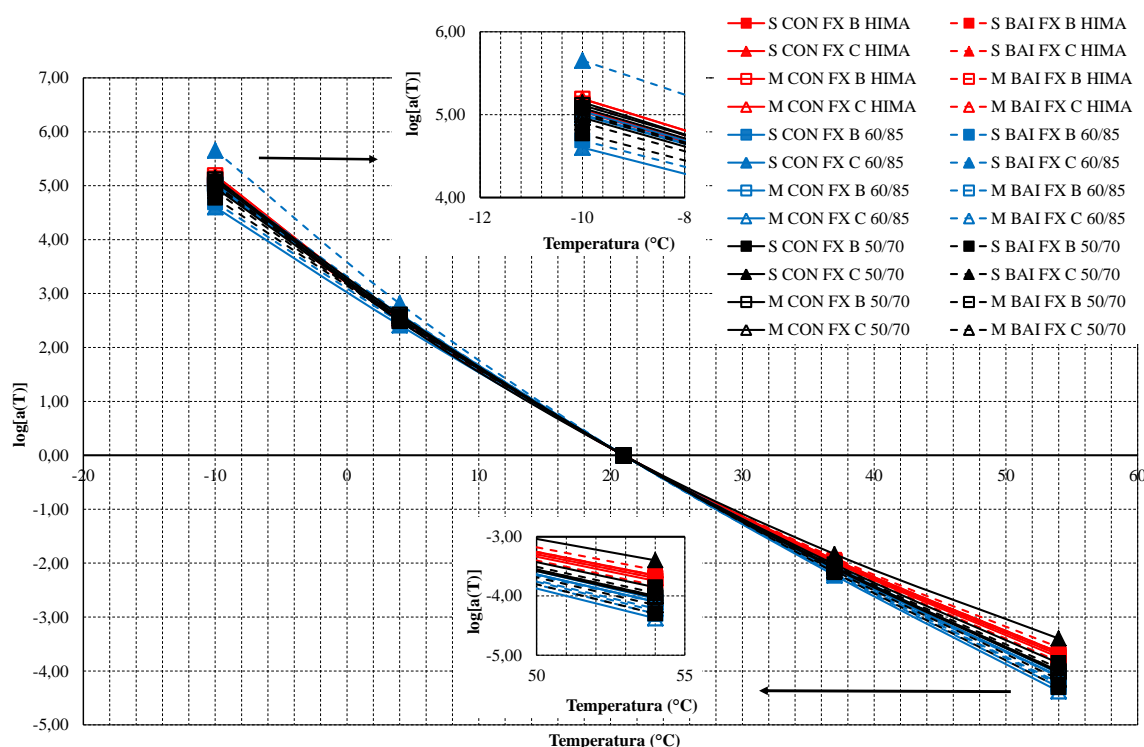 6,00
5,00
4,00
log[a(T)]
-12
-10
-8
Temperatura (°C)
S CON FX B HIMA
S BAI FX B HIMA
S CON FX C HIMA
S BAI FX C HIMA
M CON FX B HIMA
M BAI FX B HIMA
M CON FX C HIMA
M BAI FX C HIMA
S CON FX B 60/85
S BAI FX B 60/85
S CON FX C 60/85
S BAI FX C 60/85
M CON FX B 60/85
M BAI FX B 60/85
M CON FX C 60/85
M BAI FX C 60/85
S CON FX B 50/70
S BAI FX B 50/70
S CON FX C 50/70
S BAI FX C 50/70
M CON FX B 50/70
M BAI FX B 50/70
M CON FX C 50/70
M BAI FX C 50/70
7,00
6,00
5,00
4,00
3,00
2,00
1,00
0,00
-1,00
-2,00
-3,00
-4,00
-5,00
log[a(T)]
-20
-10
0
10
20
30
40
50
60
-3,00
-4,00
-5,00
log[a(T)]
50
55
Temperatura (°C)
Temperatura (°C)